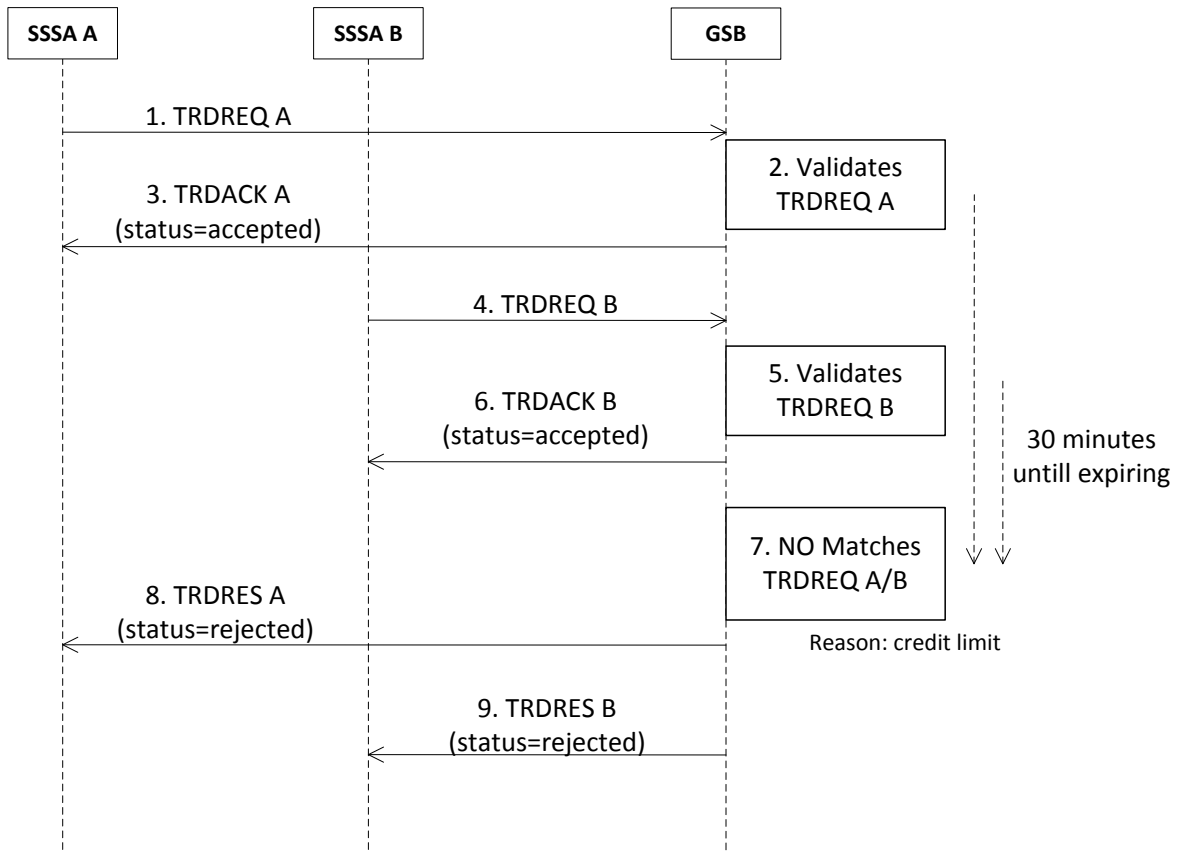 SSSA A
SSSA B
GSB
1. TRDREQ A
2. Validates
TRDREQ A
3. TRDACK A
(status=accepted)
4. TRDREQ B
5. Validates
TRDREQ B
6. TRDACK B
(status=accepted)
30 minutes
untill expiring
7. NO Matches
TRDREQ A/B
8. TRDRES A
(status=rejected)
Reason: credit limit
9. TRDRES B
(status=rejected)